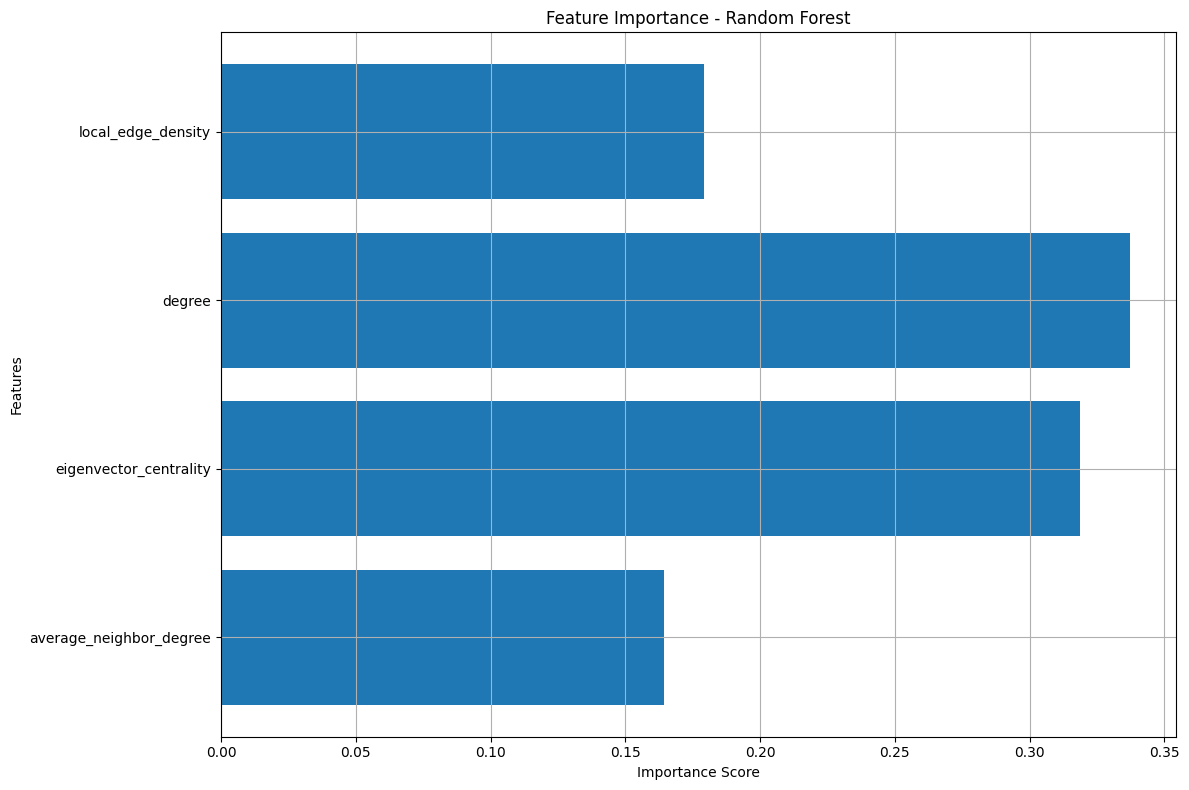 Feature Importance - Random Forest
local_edge_density
degree
eigenvector_centrality
average_neighbor_degree
Features
0.00 0.05 0.10 0.15 0.20 0.25 0.30 0.35
Importance Score